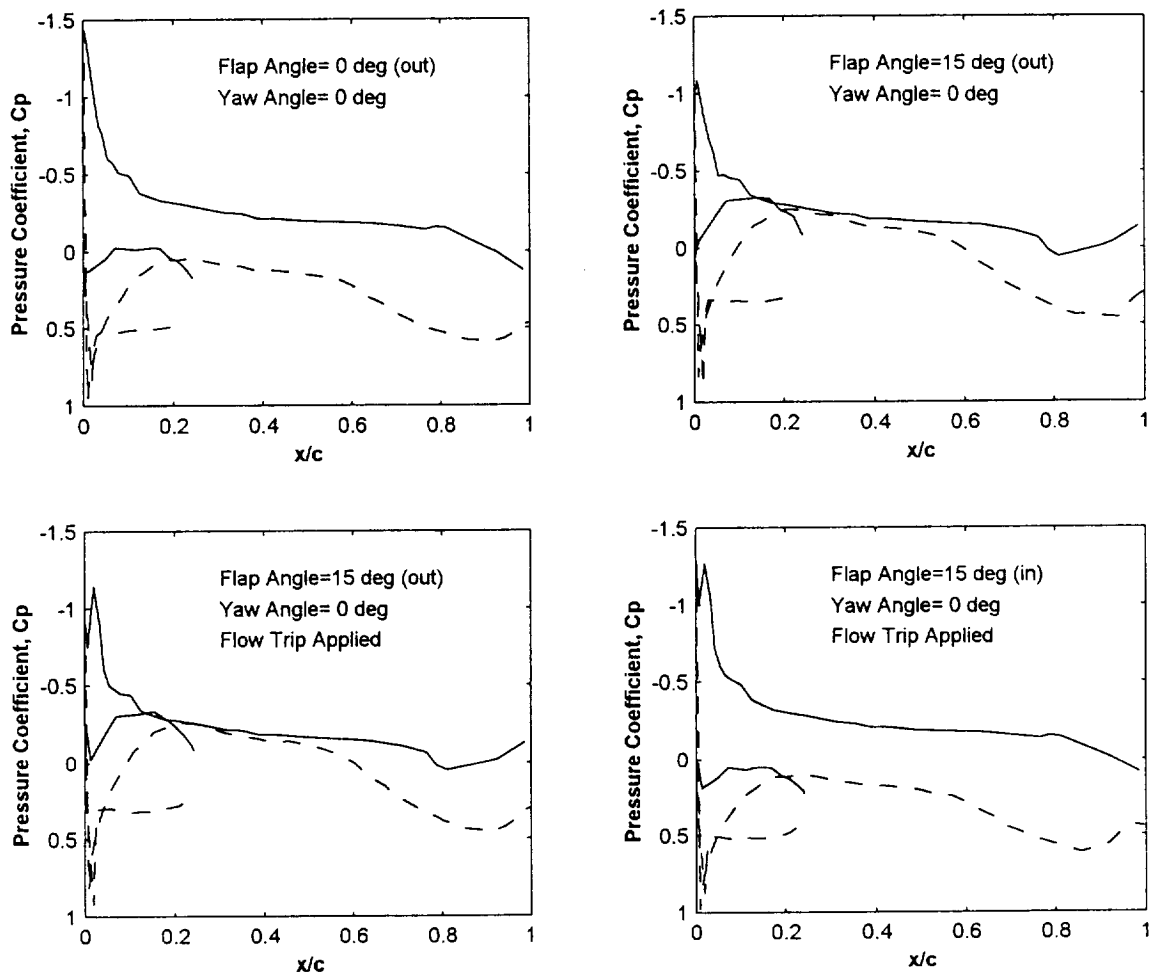 -1.5
-1
-0.5
0
0.5
1
Pressure Coefficient, Cp
Flap Angle= 0 deg (out)
Yaw Angle= 0 deg
0
0.2
0.4
0.6
0.8
1
x/c
-1.5
-1
-0.5
0
0.5
1
Pressure Coefficient, Cp
Flap Angle=15 deg (out)
Yaw Angle= 0 deg
0
0.2
0.4
0.6
0.8
1
x/c
-1.5
-1
-0.5
0
0.5
1
Pressure Coefficient, Cp
Flap Angle=15 deg (out)
Yaw Angle= 0 deg
Flow Trip Applied
0
0.2
0.4
0.6
0.8
1
x/c
-1.5
-1
-0.5
0
0.5
1
Pressure Coefficient, Cp
Flap Angle=15 deg (in)
Yaw Angle= 0 deg
Flow Trip Applied
0
0.2
0.4
0.6
0.8
1
x/c